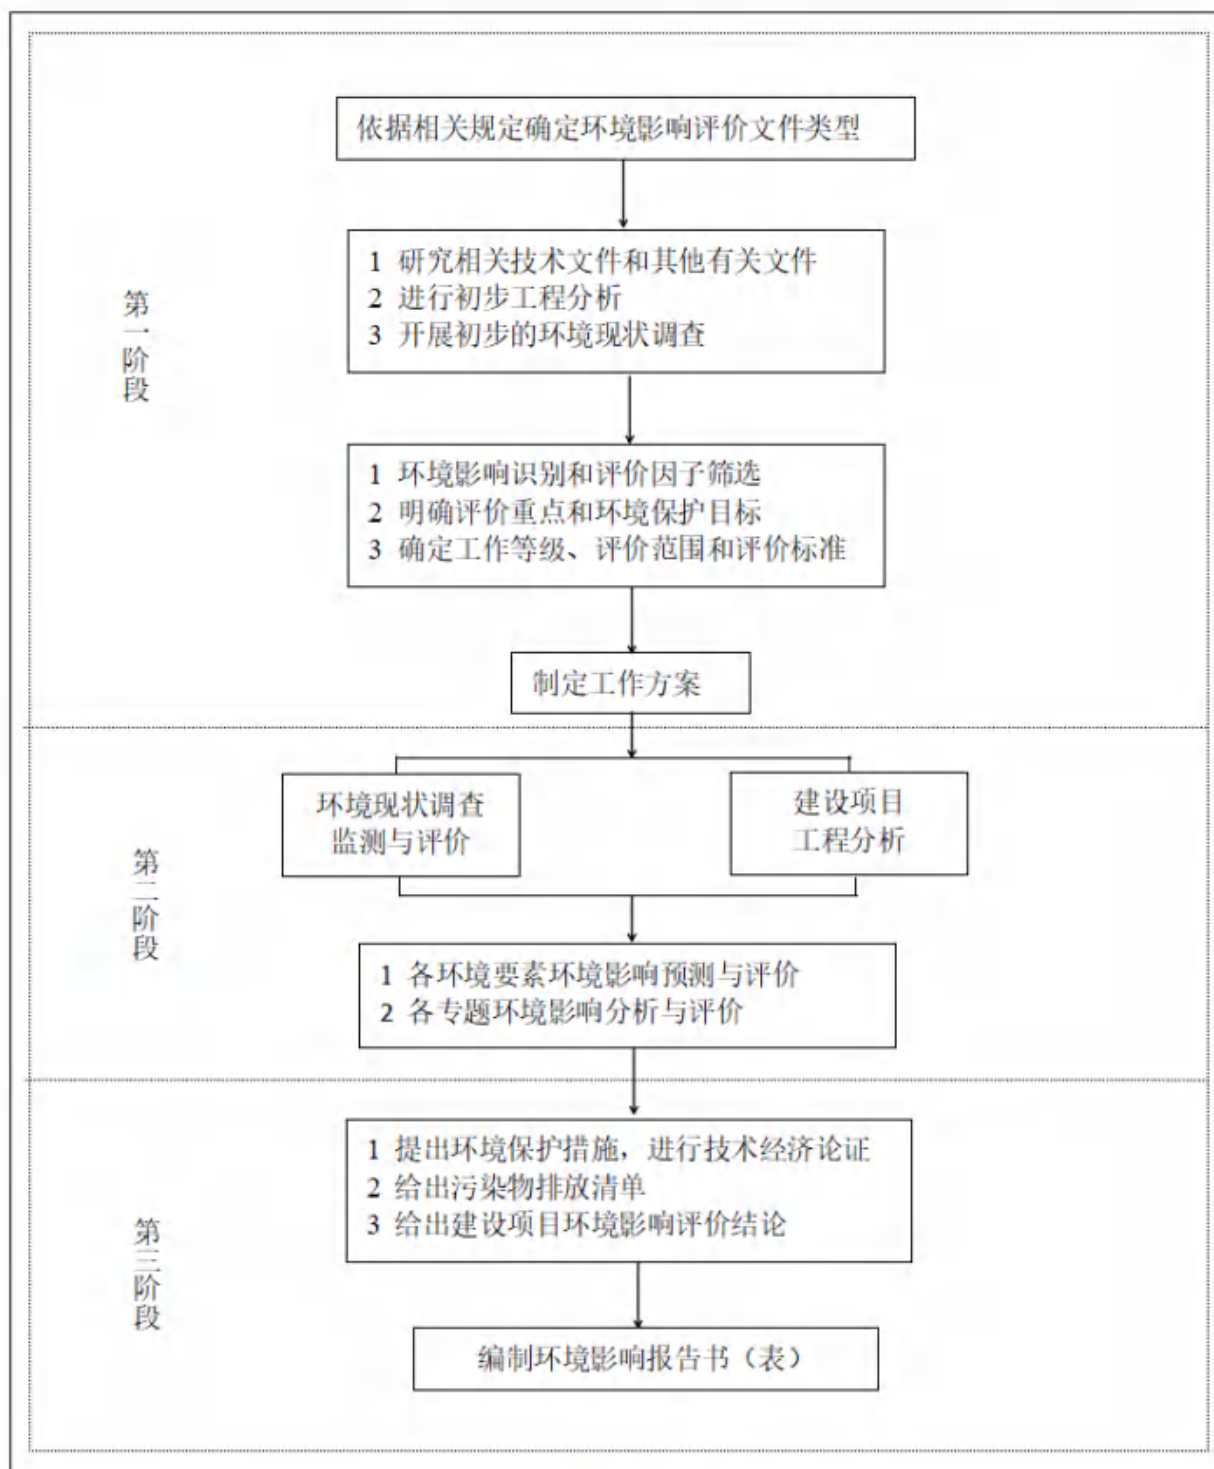 依据相关规定确定环境影响评价文件类型
1 研究相关技术文件和其他有关文件
2 进行初步工程分析
3 开展初步的环境现状调查
第一阶段
1 环境影响识别和评价因子筛选
2 明确评价重点和环境保护目标
3 确定工作等级、评价范围和评价标准
制定工作方案
环境现状调查
监测与评价
建设项目
工程分析
第二阶段
1 各环境要素环境影响预测与评价
2 各专题环境影响分析与评价
1 提出环境保护措施，进行技术经济论证
2 给出污染物排放清单
3 给出建设项目环境影响评价结论
第三阶段
编制环境影响报告书（表）